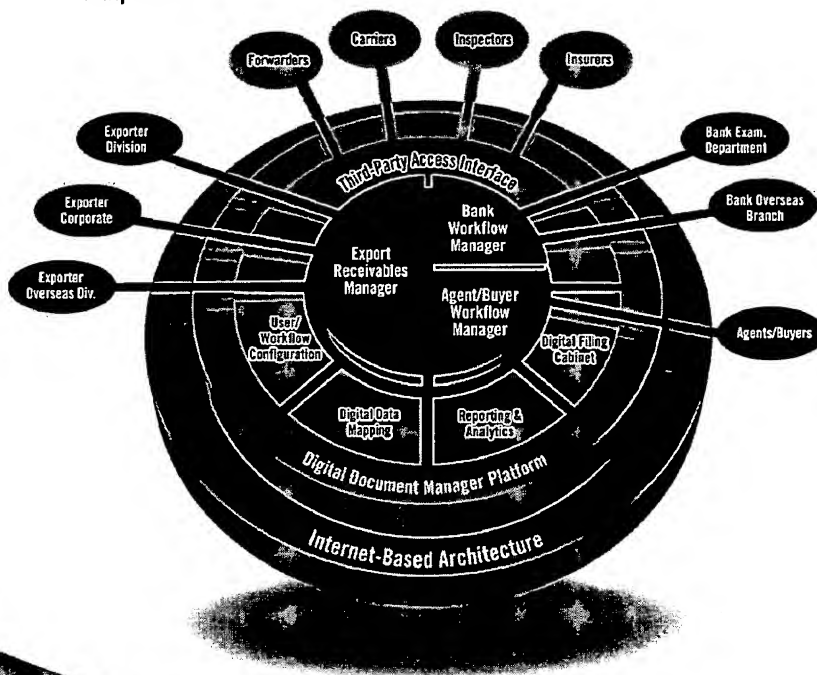 Forwarders
Carriers
Inspectors
Insurers
Exporter
Division
Exporter
Corporate
Exporter
Overseas Div.
Bank Exam.
Department
Bank Overseas
Branch
Agents/Buyers
Third-Party Access Interface
Export
Receivables
Manager
Bank
Workflow
Manager
Agent/Buyer
Workflow
Manager
User/
Workflow
Configuration
Digital Data
Mapping
Reporting &
Analytics
Digital Filing
Cabinet
Digital Document Manager Platform
Internet-Based Architecture